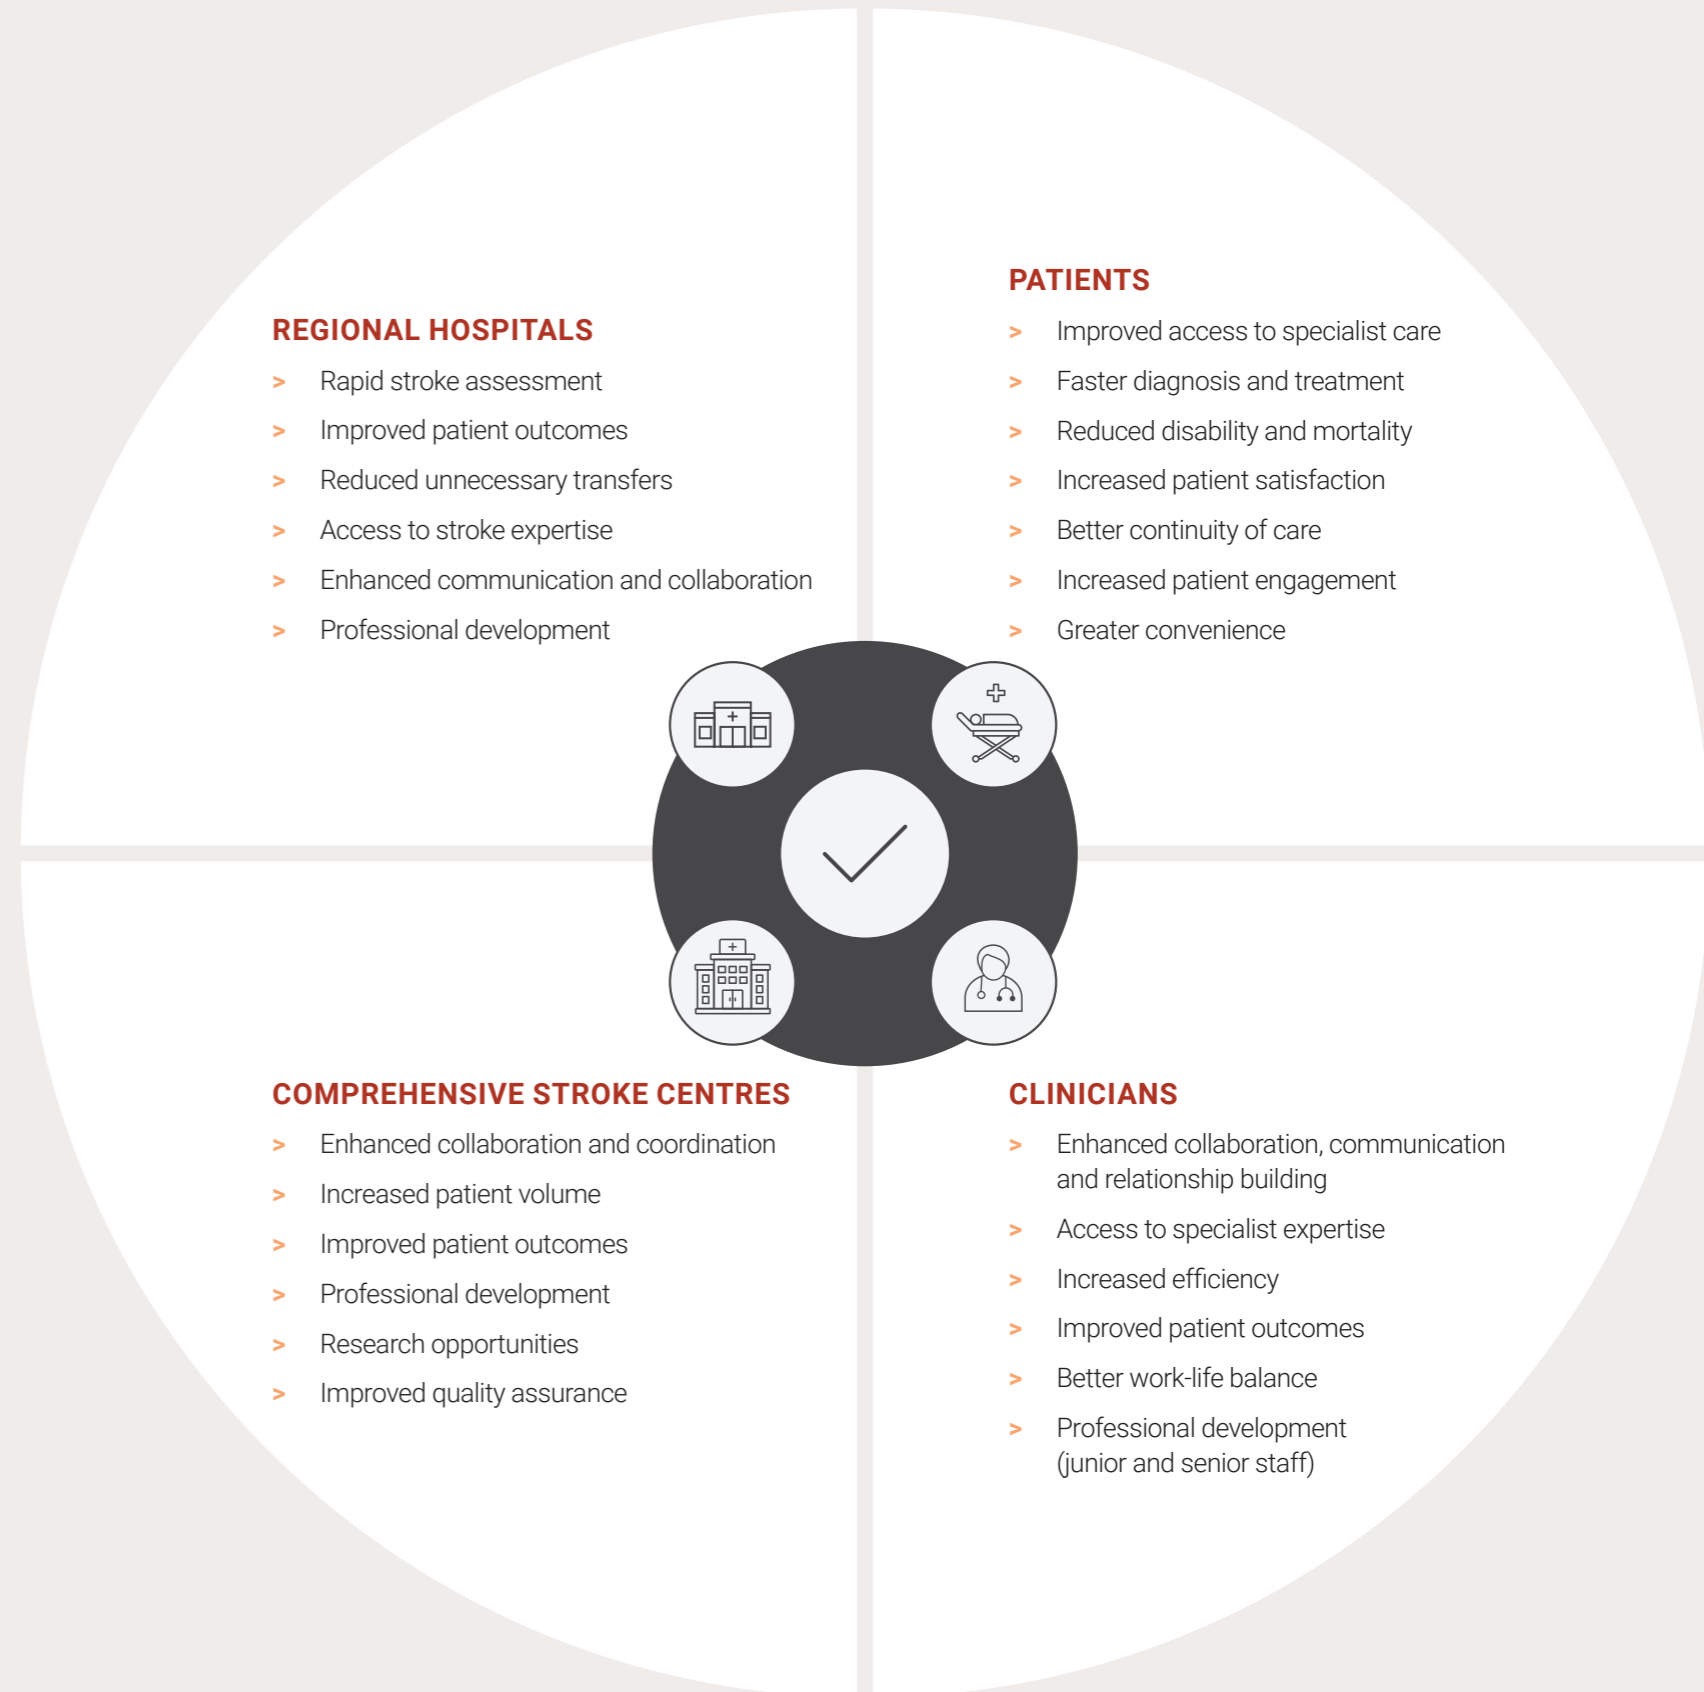 REGIONAL HOSPITALS
> Rapid stroke assessment
> Improved patient outcomes
> Reduced unnecessary transfers
> Access to stroke expertise
> Enhanced communication and collaboration
> Professional development
PATIENTS
> Improved access to specialist care
> Faster diagnosis and treatment
> Reduced disability and mortality
> Increased patient satisfaction
> Better continuity of care
> Increased patient engagement
> Greater convenience
COMPREHENSIVE STROKE CENTRES
> Enhanced collaboration and coordination
> Increased patient volume
> Improved patient outcomes
> Professional development
> Research opportunities
> Improved quality assurance
CLINICIANS
> Enhanced collaboration, communication
and relationship building
> Access to specialist expertise
> Increased efficiency
> Improved patient outcomes
> Better work-life balance
> Professional development
(junior and senior staff)